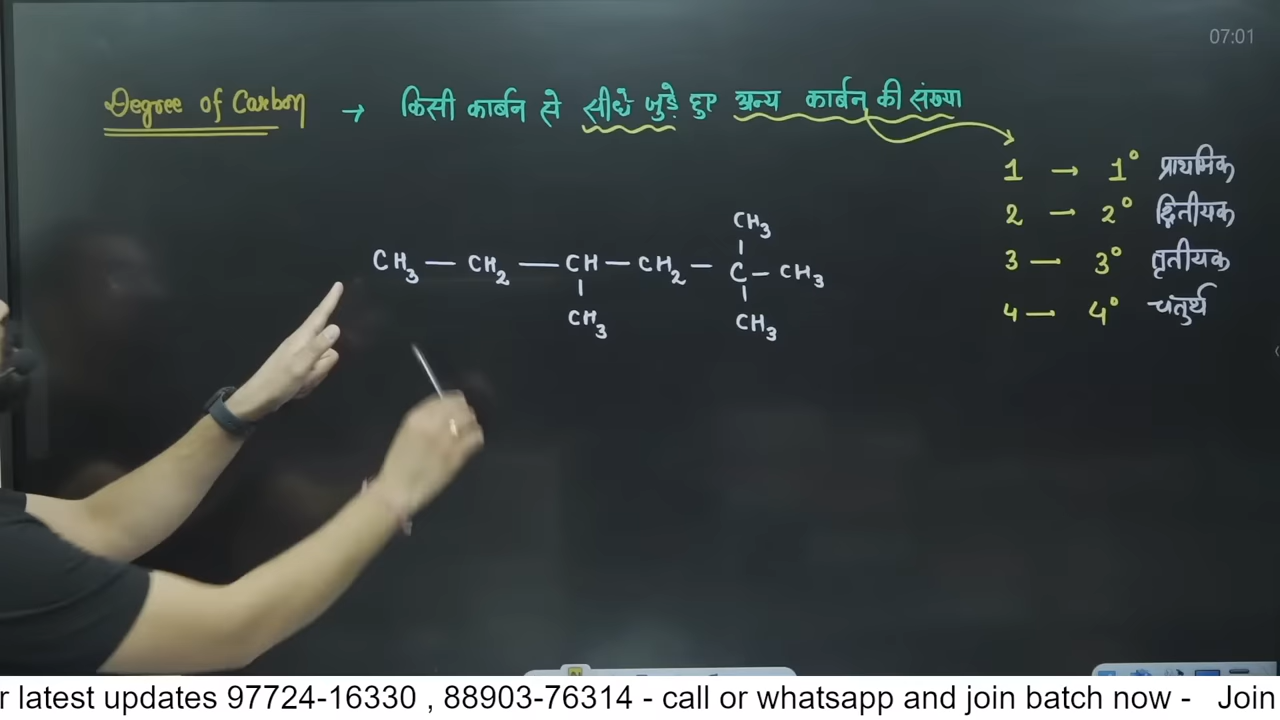 07:01
Degree of Carbon → किसी कार्बन से सीधे जुड़े हुए अन्य कार्बन की संख्या
1 → 1° प्राथमिक
2 — 2° द्वितीयक
3 — 3° तृतीयक
4 — 4° चतुर्थ
CH3
CH3 — CH2 — CH — CH2 — C — CH3
CH3 CH3
r latest updates 97724-16330 , 88903-76314 - call or whatsapp and join batch now - Join